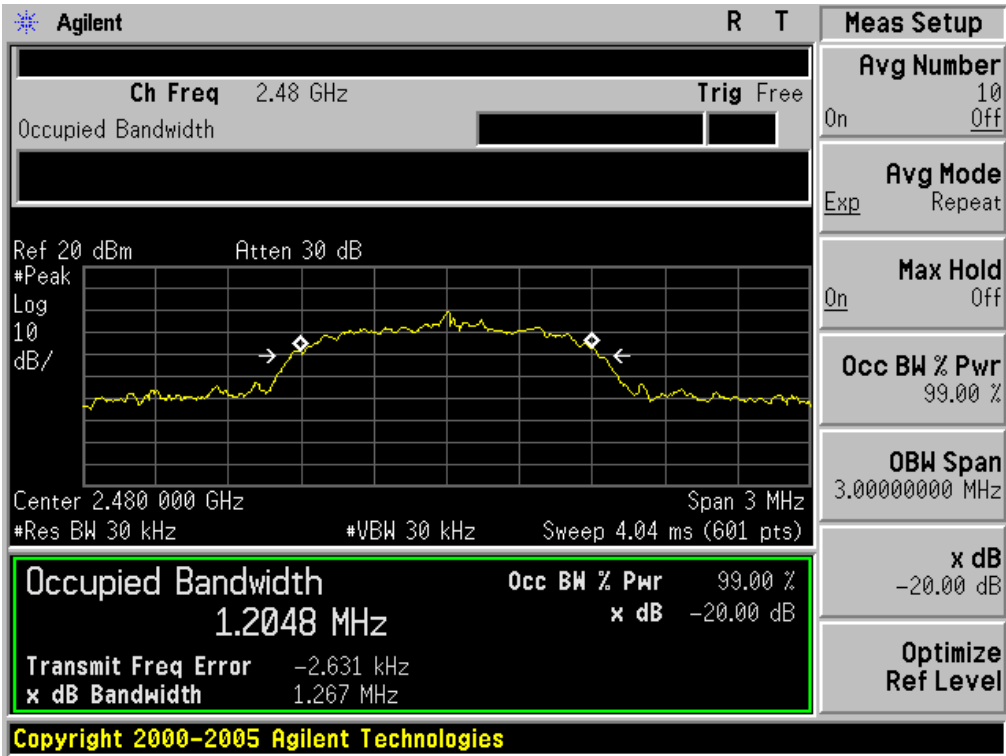 Agilent R T
Ch Freq 2.48 GHz Trig Free
Occupied Bandwidth
Ref 20 dBm Atten 30 dB
#Peak
Log
10
dB/
Center 2.480 000 GHz Span 3 MHz
#Res BW 30 kHz #VBW 30 kHz Sweep 4.04 ms (601 pts)
Occupied Bandwidth Occ BW % Pwr 99.00 %
1.2048 MHz x dB -20.00 dB
Transmit Freq Error -2.631 kHz
x dB Bandwidth 1.267 MHz
Copyright 2000-2005 Agilent Technologies
Meas Setup
Avg Number
10
On Off
Avg Mode
Exp Repeat
Max Hold
On Off
Occ BW % Pwr
99.00 %
OBW Span
3.00000000 MHz
x dB
-20.00 dB
Optimize
Ref Level